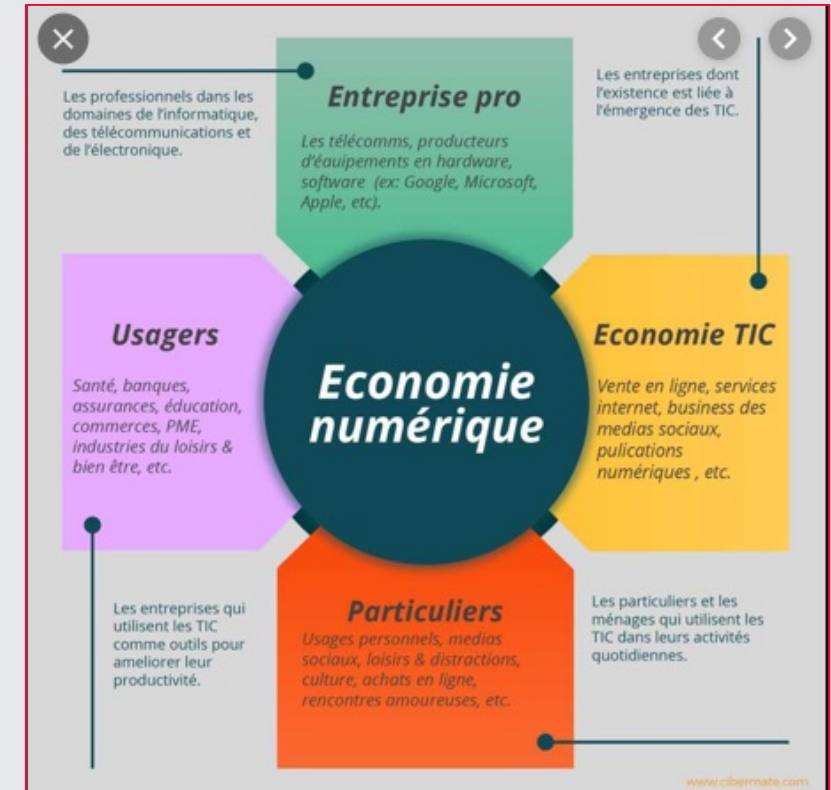 Les professionnels dans les
domaines de l'informatique,
des télécommunications et
de l'électronique.
Entreprise pro
Les télécomms, producteurs
d'éauipements en hardware,
software (ex: Google, Microsoft,
Apple, etc).
Les entreprises dont
l'existence est liée à
l'émergence des TIC.
Usagers
Santé, banques,
assurances, éducation,
commerces, PME,
industries du loisirs &
bien être, etc.
Economie
numérique
Economie TIC
Vente en ligne, services
internet, business des
medias sociaux,
pulications
numériques , etc.
Les entreprises qui
utilisent les TIC
comme outils pour
ameliorer leur
productivité.
Particuliers
Usages personnels, medias
sociaux, loisirs & distractions,
culture, achats en ligne,
rencontres amoureuses, etc.
Les particuliers et les
ménages qui utilisent les
TIC dans leurs activités
quotidiennes.
www.cibermate.com